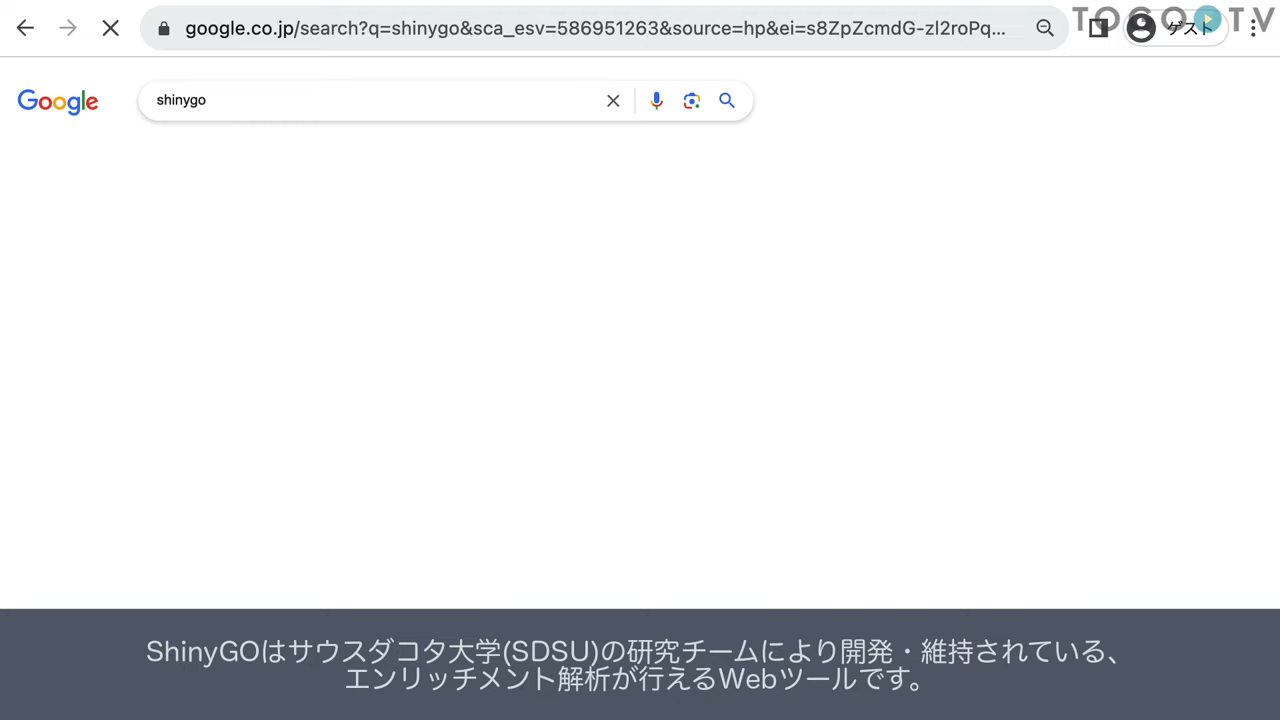 google.co.jp/search?q=shinygo&sca_esv=586951263&source=hp&ei=s8ZpZcmdG-zl2roPq...
TOGO TV
ゲスト
Google
shinygo
ShinyGOはサウスダコタ大学(SDSU)の研究チームにより開発・維持されている、
エンリッチメント解析が行えるWebツールです。